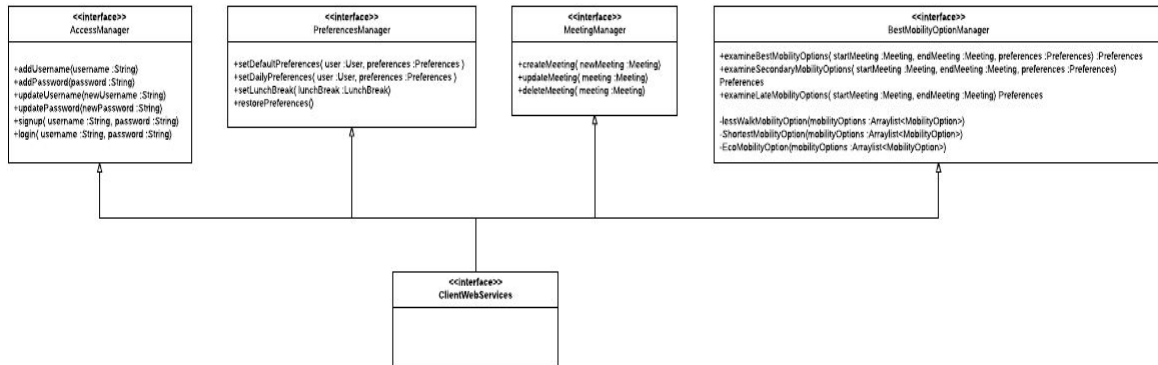 <<interface>>
AccessManager
+addUsername(username :String)
+addPassword(password :String)
+updateUsername(newUsername :String)
+updatePassword(newPassword :String)
+signup( username :String, password :String)
+login( username :String, password :String)
<<interface>>
PreferencesManager
+setDefaultPreferences( user :User, preferences :Preferences )
+setDailyPreferences( user :User, preferences :Preferences )
+setLunchBreak( lunchBreak :LunchBreak)
+restorePreferences()
<<interface>>
MeetingManager
+createMeeting( newMeeting :Meeting)
+updateMeeting( meeting :Meeting)
+deleteMeeting( meeting :Meeting)
<<interface>>
BestMobilityOptionManager
+examineBestMobilityOptions( startMeeting :Meeting, endMeeting :Meeting, preferences :Preferences) :Preferences
+examineSecondaryMobilityOptions( startMeeting :Meeting, endMeeting :Meeting, preferences :Preferences)
Preferences
+examineLateMobilityOptions( startMeeting :Meeting, endMeeting :Meeting) Preferences
-lessWalkMobilityOption(mobilityOptions :Arraylist<MobilityOption>)
-ShortestMobilityOption(mobilityOptions :Arraylist<MobilityOption>)
-EcoMobilityOption(mobilityOptions :Arraylist<MobilityOption>)
<<interface>>
ClientWebServices